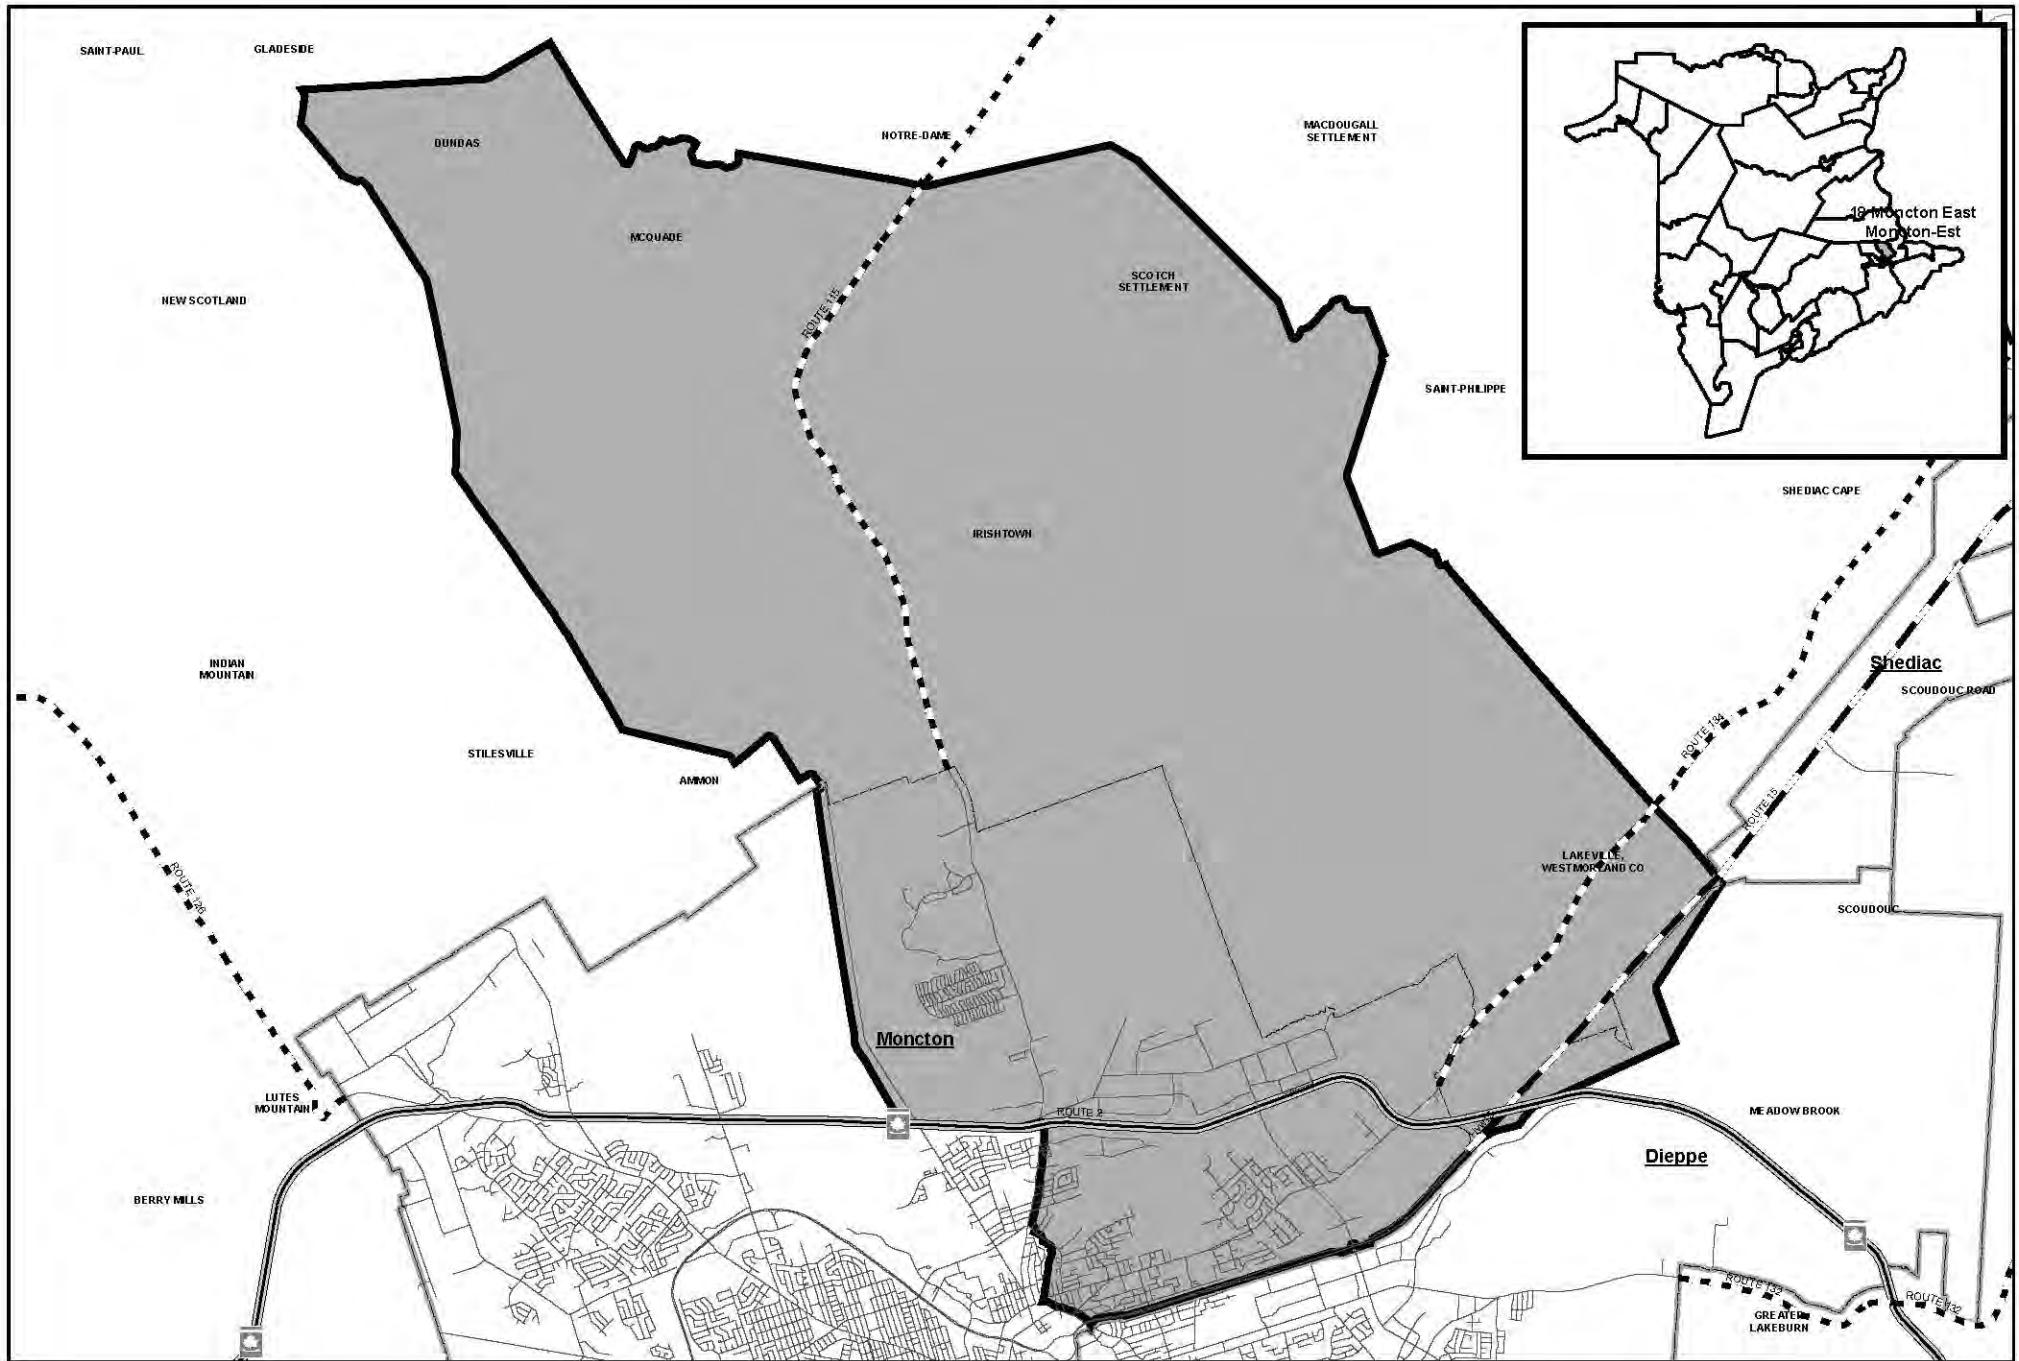 SAINT-PAUL
GLADESIDE
DUNDAS
NOTRE-DAME
MACDOUGALL
SETTLEMENT
18 Moncton East
Moncton-Est
MCQUADE
NEW SCOTLAND
SCOTCH
SETTLEMENT
ROUTE 115
SAINT-PHILIPPE
SHEDIAC CAPE
IRISHTOWN
INDIAN
MOUNTAIN
Shediac
SCOUDOUC ROAD
STILESVILLE
AMMON
ROUTE 134
ROUTE 15
LAKEVILLE,
WESTMORLAND CO
ROUTE 126
SCOUDOUC
Moncton
LUTES
MOUNTAIN
ROUTE 2
MEADOW BROOK
Dieppe
BERRY MILLS
ROUTE 132
ROUTE 132
GREATER
LAKEBURN